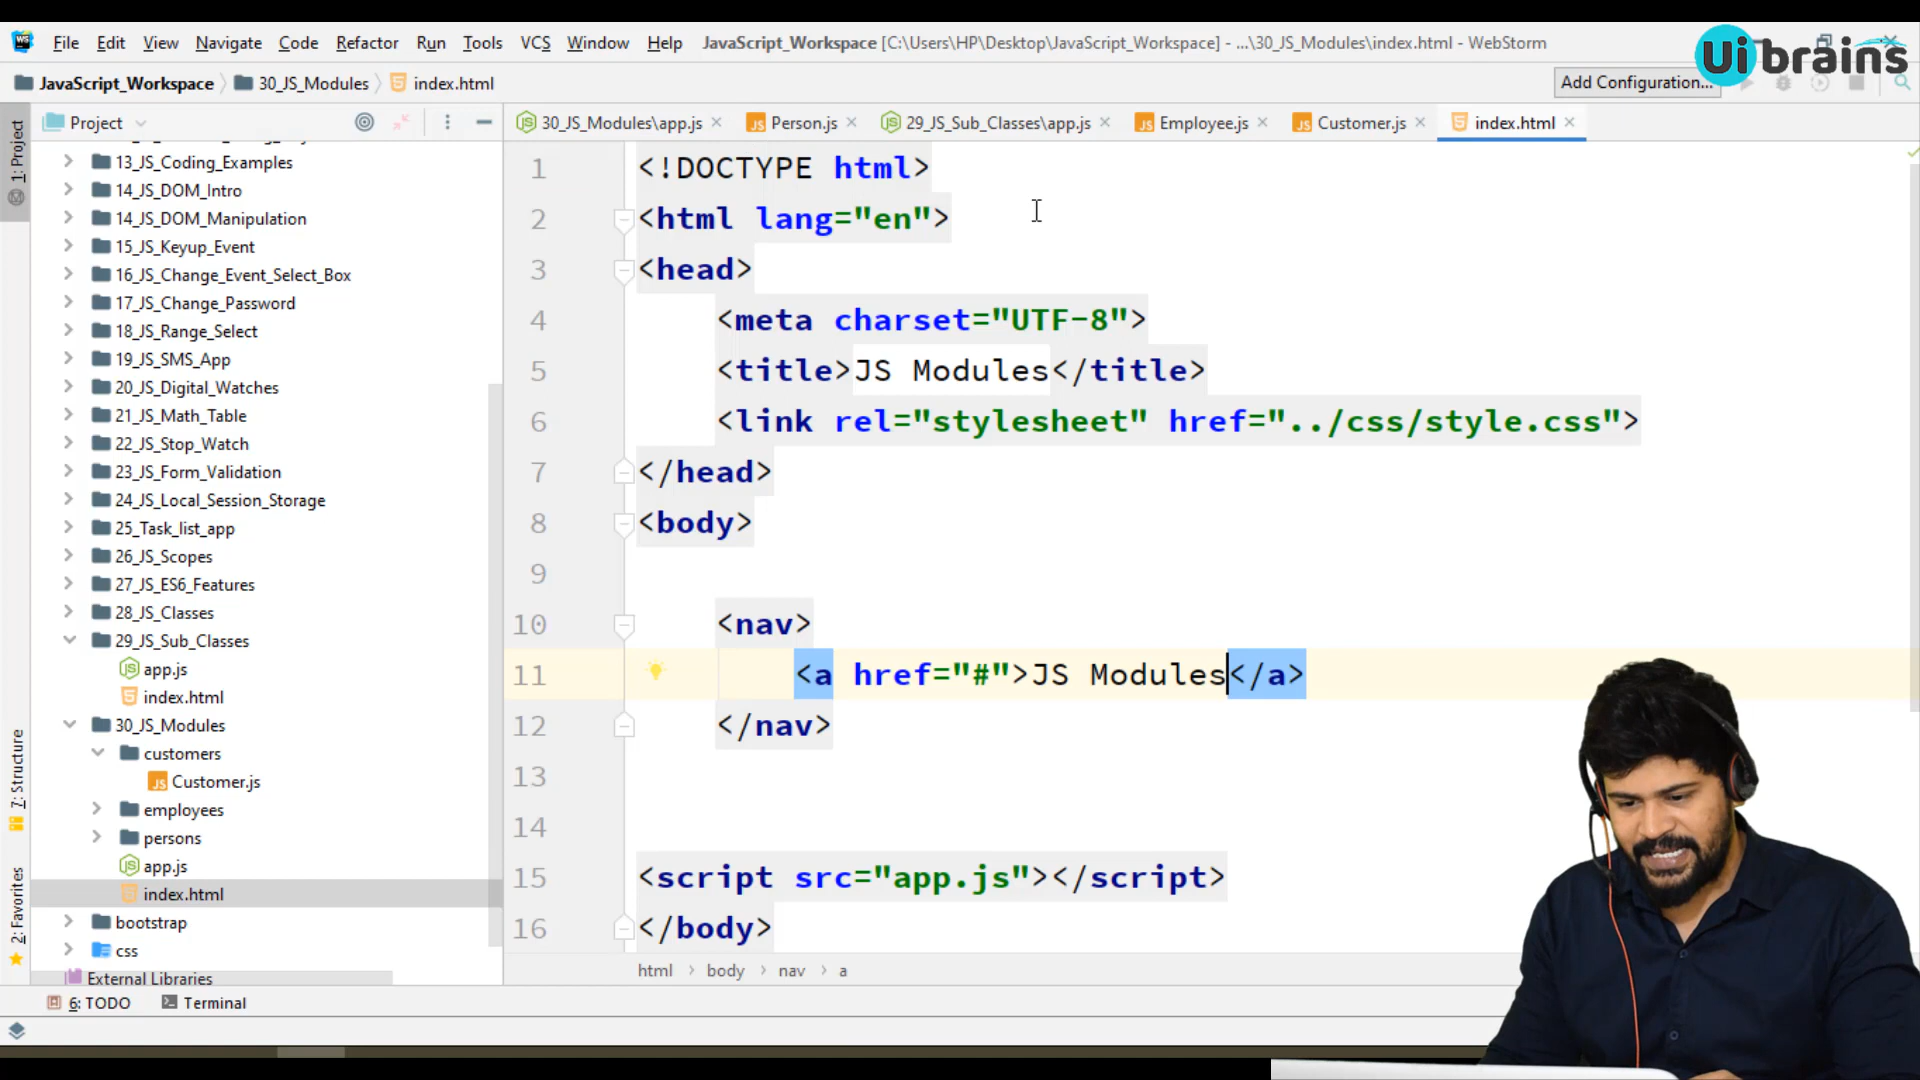 File Edit View Navigate Code Refactor Run Tools VCS Window Help JavaScript_Workspace [C:\Users\HP\Desktop\JavaScript_Workspace] - ...\30_JS_Modules\index.html - WebStorm
Ui brains
JavaScript_Workspace 30_JS_Modules index.html
Add Configuration...
Project
30_JS_Modules\app.js Person.js 29_JS_Sub_Classes\app.js Employee.js Customer.js index.html
1: Project
13_JS_Coding_Examples
14_JS_DOM_Intro
14_JS_DOM_Manipulation
15_JS_Keyup_Event
16_JS_Change_Event_Select_Box
17_JS_Change_Password
18_JS_Range_Select
19_JS_SMS_App
20_JS_Digital_Watches
21_JS_Math_Table
22_JS_Stop_Watch
23_JS_Form_Validation
24_JS_Local_Session_Storage
25_Task_list_app
26_JS_Scopes
27_JS_ES6_Features
28_JS_Classes
29_JS_Sub_Classes
app.js
index.html
30_JS_Modules
customers
Customer.js
employees
persons
app.js
index.html
bootstrap
css
External Libraries
7: Structure
2: Favorites
1 <!DOCTYPE html>
2 <html lang="en">
3 <head>
4 <meta charset="UTF-8">
5 <title>JS Modules</title>
6 <link rel="stylesheet" href="../css/style.css">
7 </head>
8 <body>
9
10 <nav>
11 <a href="#">JS Modules</a>
12 </nav>
13
14
15 <script src="app.js"></script>
16 </body>
html body nav a
6: TODO Terminal